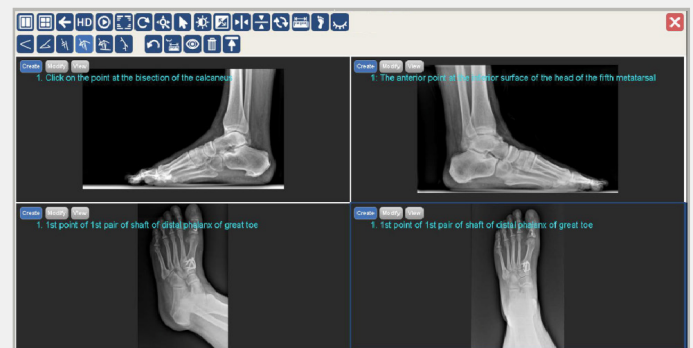 HD
Create Modify View
1. Click on the point at the bisection of the calcaneus
Create Modify View
1: The anterior point at the inferior surface of the head of the fifth metatarsal
Create Modify View
1. 1st point of 1st pair of shaft of distal phalanx of great toe
Create Modify View
1. 1st point of 1st pair of shaft of distal phalanx of great toe